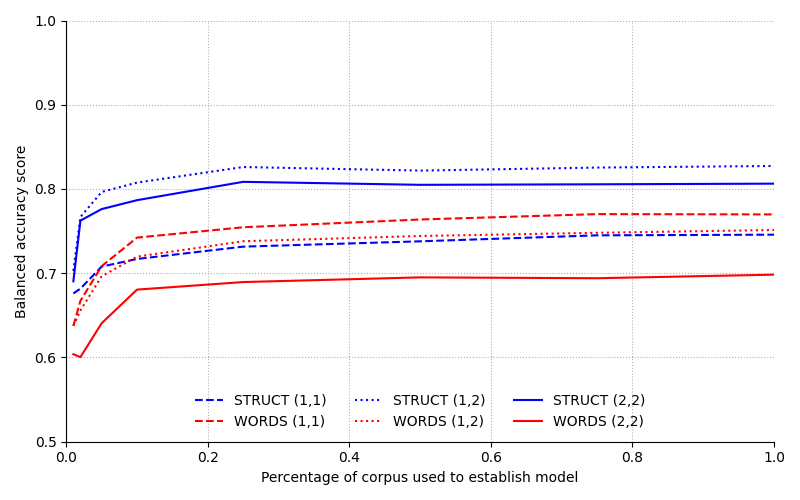 1.0
0.9
0.8
0.7
0.6
0.5
Balanced accuracy score
STRUCT (1,1) STRUCT (1,2) STRUCT (2,2)
WORDS (1,1) WORDS (1,2) WORDS (2,2)
0.0 0.2 0.4 0.6 0.8 1.0
Percentage of corpus used to establish model